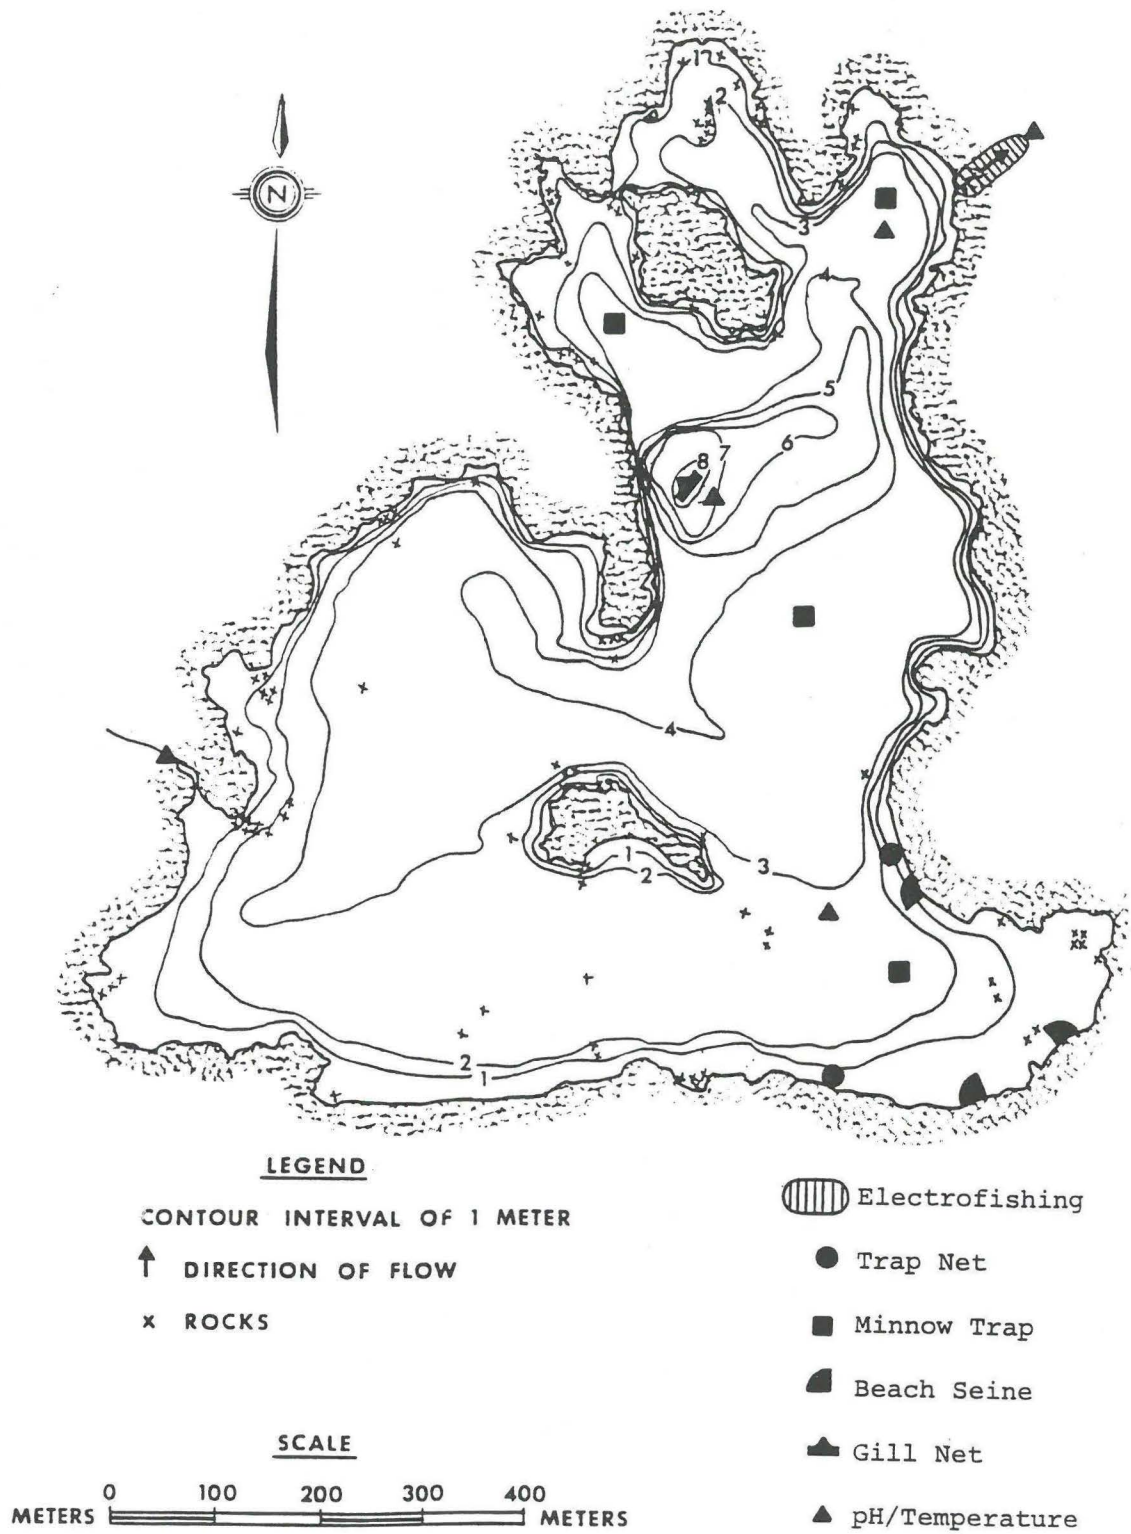 1
2
N
3
4
5
6
7
8
4
3
1
2
2
1
LEGEND
CONTOUR INTERVAL OF 1 METER
DIRECTION OF FLOW
x ROCKS
Electrofishing
Trap Net
Minnow Trap
Beach Seine
Gill Net
pH/Temperature
SCALE
0 100 200 300 400
METERS METERS